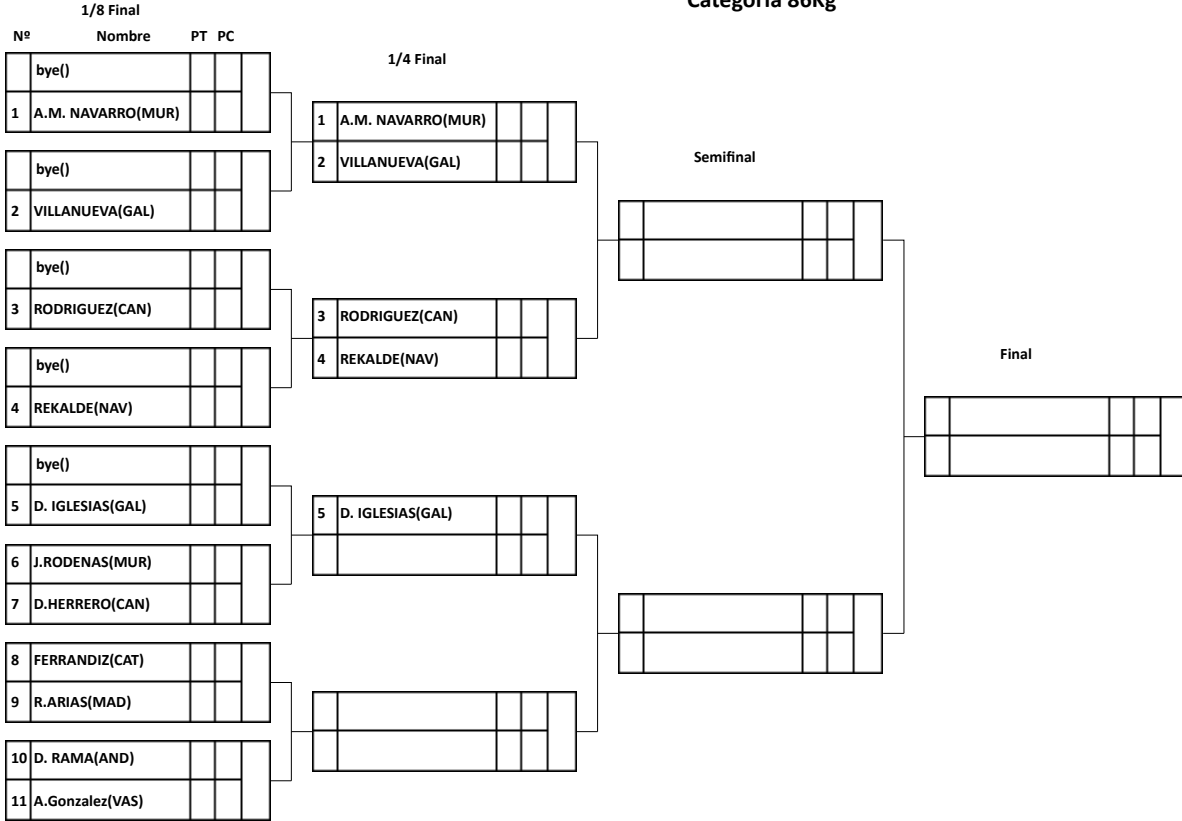 Categoría 86Kg
1/8 Final
Nº Nombre PT PC
bye()
1 A.M. NAVARRO(MUR)
bye()
2 VILLANUEVA(GAL)
bye()
3 RODRIGUEZ(CAN)
bye()
4 REKALDE(NAV)
bye()
5 D. IGLESIAS(GAL)
6 J.RODENAS(MUR)
7 D.HERRERO(CAN)
8 FERRANDIZ(CAT)
9 R.ARIAS(MAD)
10 D. RAMA(AND)
11 A.Gonzalez(VAS)
1/4 Final
1 A.M. NAVARRO(MUR)
2 VILLANUEVA(GAL)
3 RODRIGUEZ(CAN)
4 REKALDE(NAV)
5 D. IGLESIAS(GAL)
Semifinal
Final